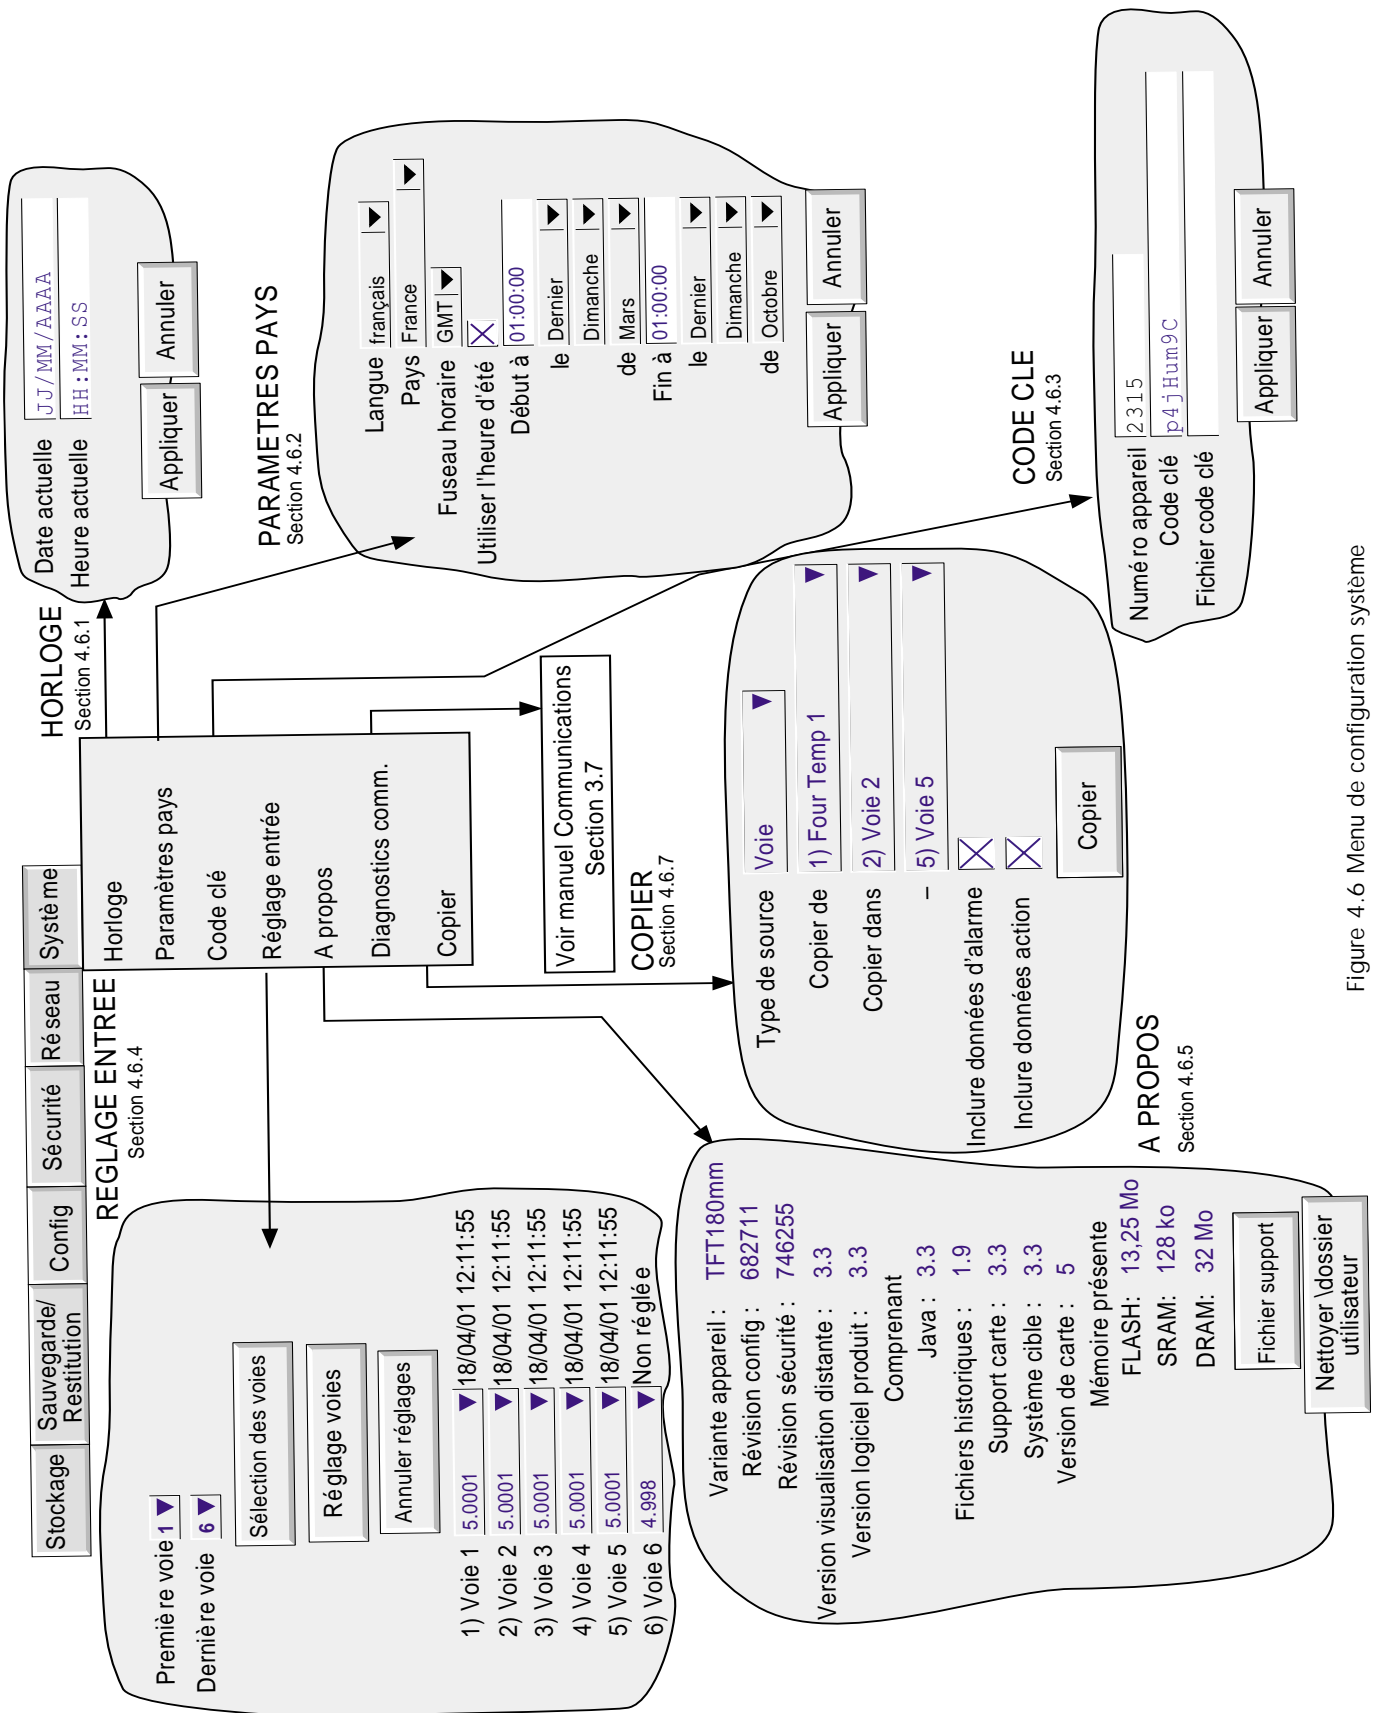 Stockage
Sauvegarde/
Restitution
Config
Sécurité
Réseau
Système
Horloge
Paramètres pays
Code clé
Réglage entrée
A propos
Diagnostics comm.
Copier
HORLOGE
Section 4.6.1
Date actuelle JJ/MM/AAAA
Heure actuelle HH:MM:SS
Appliquer
Annuler
PARAMETRES PAYS
Section 4.6.2
Langue français
Pays France
Fuseau horaire GMT
Utiliser l'heure d'été
Début à 01:00:00
le Dernier
Dimanche
de Mars
Fin à 01:00:00
le Dernier
Dimanche
de Octobre
Appliquer
Annuler
CODE CLE
Section 4.6.3
Numéro appareil 2315
Code clé p4jHum9C
Fichier code clé
Appliquer
Annuler
REGLAGE ENTREE
Section 4.6.4
Première voie 1
Dernière voie 6
Sélection des voies
Réglage voies
Annuler réglages
1) Voie 1 5.0001 18/04/01 12:11:55
2) Voie 2 5.0001 18/04/01 12:11:55
3) Voie 3 5.0001 18/04/01 12:11:55
4) Voie 4 5.0001 18/04/01 12:11:55
5) Voie 5 5.0001 18/04/01 12:11:55
6) Voie 6 4.998 Non réglée
Voir manuel Communications
Section 3.7
COPIER
Section 4.6.7
Type de source Voie
Copier de 1) Four Temp 1
Copier dans 2) Voie 2
– 5) Voie 5
Inclure données d'alarme
Inclure données action
Copier
A PROPOS
Section 4.6.5
Variante appareil : TFT180mm
Révision config : 682711
Révision sécurité : 746255
Version visualisation distante : 3.3
Version logiciel produit : 3.3
Comprenant
Java : 3.3
Fichiers historiques : 1.9
Support carte : 3.3
Système cible : 3.3
Version de carte : 5
Mémoire présente
FLASH: 13,25 Mo
SRAM: 128 ko
DRAM: 32 Mo
Fichier support
Nettoyer \dossier
utilisateur
Figure 4.6 Menu de configuration système